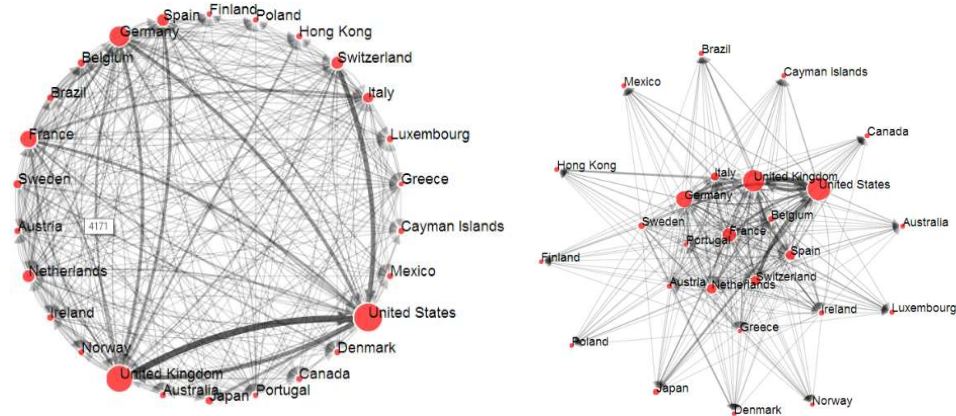 Finland
Spain
Poland
Germany
Hong Kong
Belgium
Switzerland
Brazil
Italy
France
Luxembourg
Sweden
Greece
Austria
4171
Cayman Islands
Netherlands
Mexico
Ireland
United States
Norway
Denmark
United Kingdom
Canada
Australia
Japan
Portugal
Brazil
Mexico
Cayman Islands
Canada
Hong Kong
Italy
United Kingdom
United States
Germany
Sweden
Belgium
Australia
France
Portugal
Spain
Finland
Austria
Netherlands
Switzerland
Ireland
Luxembourg
Greece
Poland
Japan
Norway
Denmark